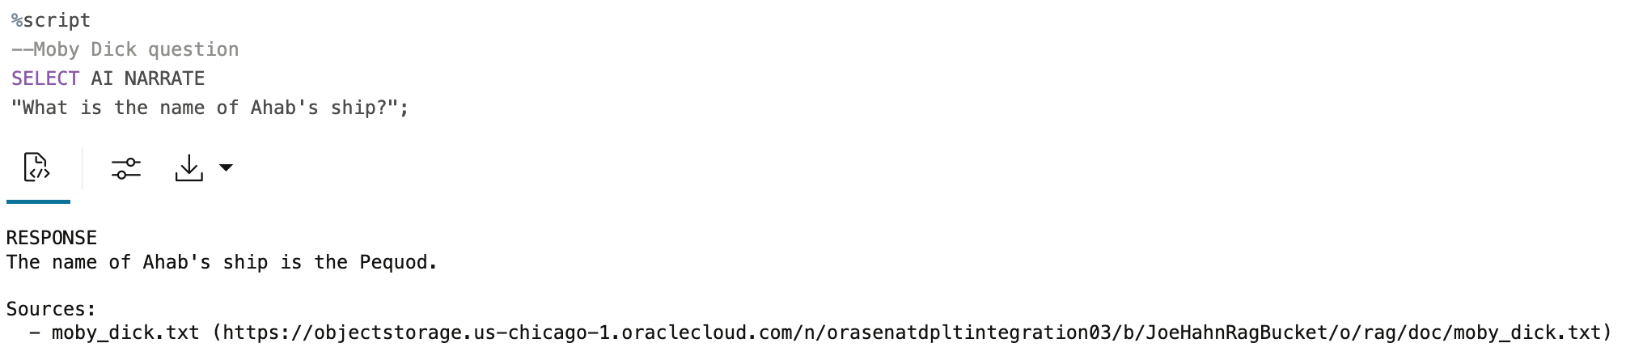 %script
--Moby Dick question
SELECT AI NARRATE
"What is the name of Ahab's ship?";
RESPONSE
The name of Ahab's ship is the Pequod.
Sources:
- moby_dick.txt (https://objectstorage.us-chicago-1.oraclecloud.com/n/orasenatdpltintegration03/b/JoeHahnRagBucket/o/rag/doc/moby_dick.txt)